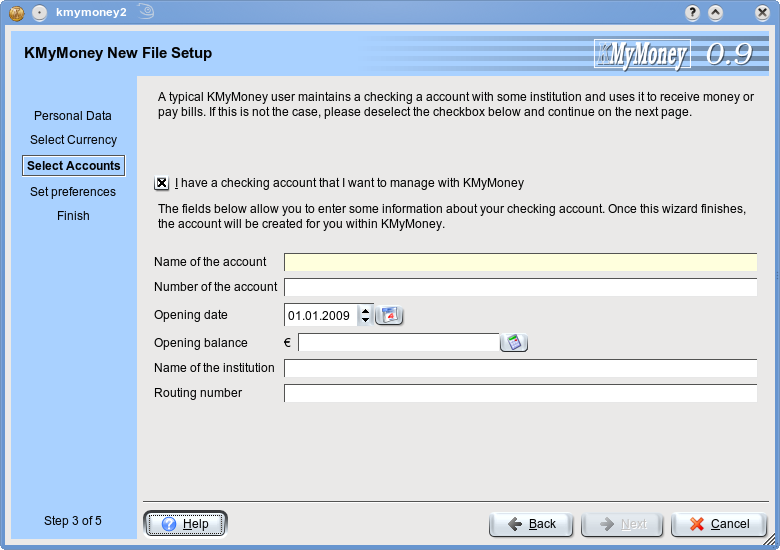 kmymoney2
KMyMoney New File Setup
KMyMoney 0.9
Personal Data
Select Currency
Select Accounts
Set preferences
Finish
A typical KMyMoney user maintains a checking a account with some institution and uses it to receive money or
pay bills. If this is not the case, please deselect the checkbox below and continue on the next page.
I have a checking account that I want to manage with KMyMoney
The fields below allow you to enter some information about your checking account. Once this wizard finishes,
the account will be created for you within KMyMoney.
Name of the account
Number of the account
Opening date 01.01.2009
Opening balance €
Name of the institution
Routing number
Step 3 of 5
Help
Back
Next
Cancel